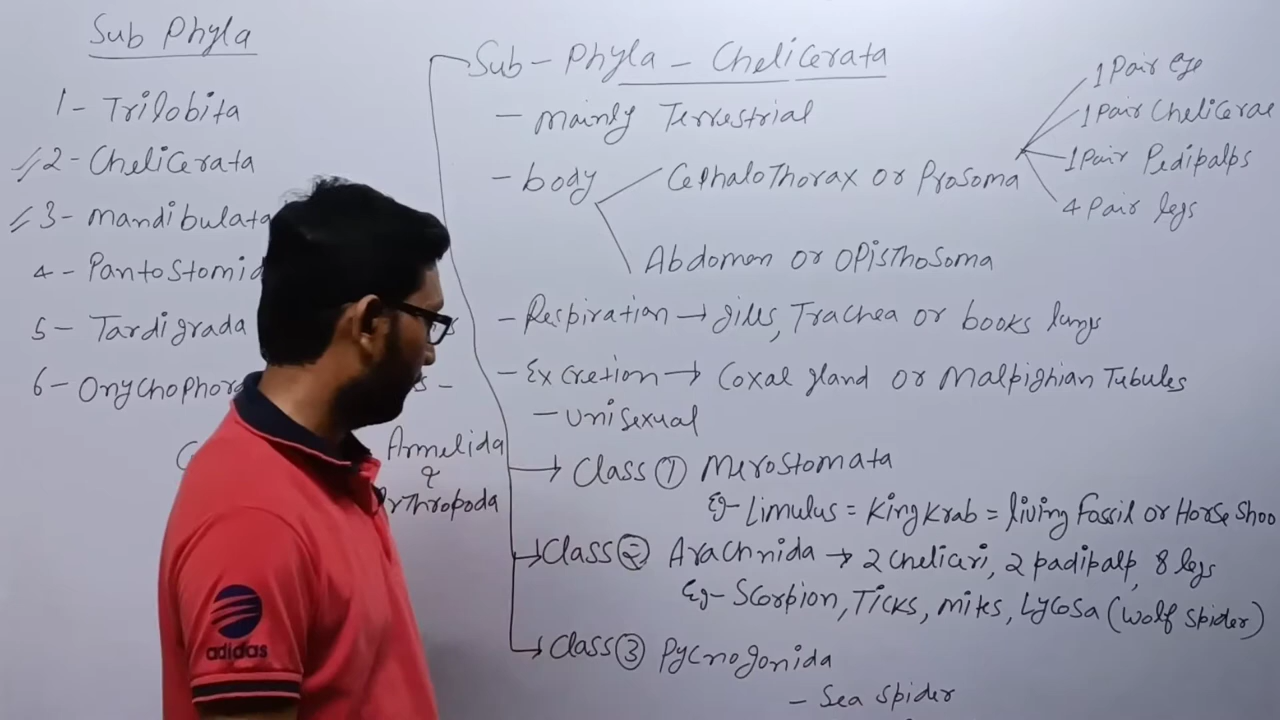 Sub Phyla
1 - Trilobita
2 - Chelicerata
3 - Mandibulata
4 - Pantostomid
5 - Tardigrada
6 - Onychophora
Annelida
&
Arthropoda
Sub - Phyla - Chelicerata
- Mainly Terrestrial
- body
Cephalothorax or Prosoma
1 Pair eye
1 Pair Chelicerae
1 Pair Pedipalps
4 Pair legs
Abdomen or Opisthosoma
- Respiration → gills, Trachea or books lungs
- Excretion → Coxal gland or Malpighian Tubules
- Unisexual
→ Class ① Merostomata
Eg- Limulus = King Krab = living Fossil or Horse Shoo
→ Class ② Arachnida → 2 cheliceri, 2 padipalp, 8 legs
Eg- Scorpion, Ticks, mites, Lycosa (Wolf Spider)
→ Class ③ Pycnogonida
- Sea Spider
adidas